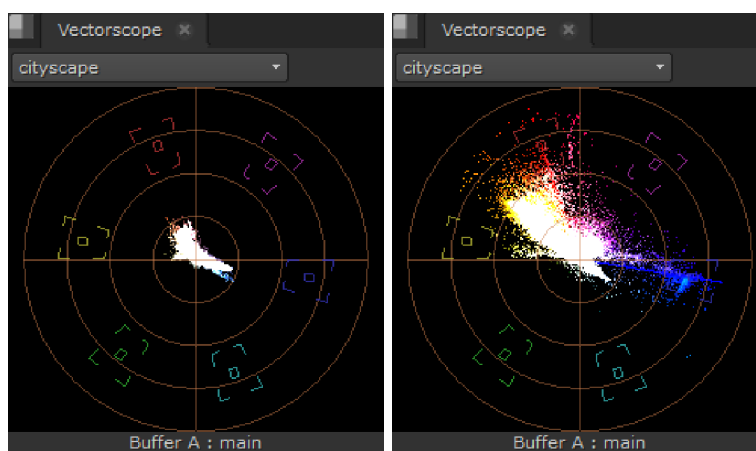 Vectorscope
cityscape
Buffer A : main
Vectorscope
cityscape
Buffer A : main